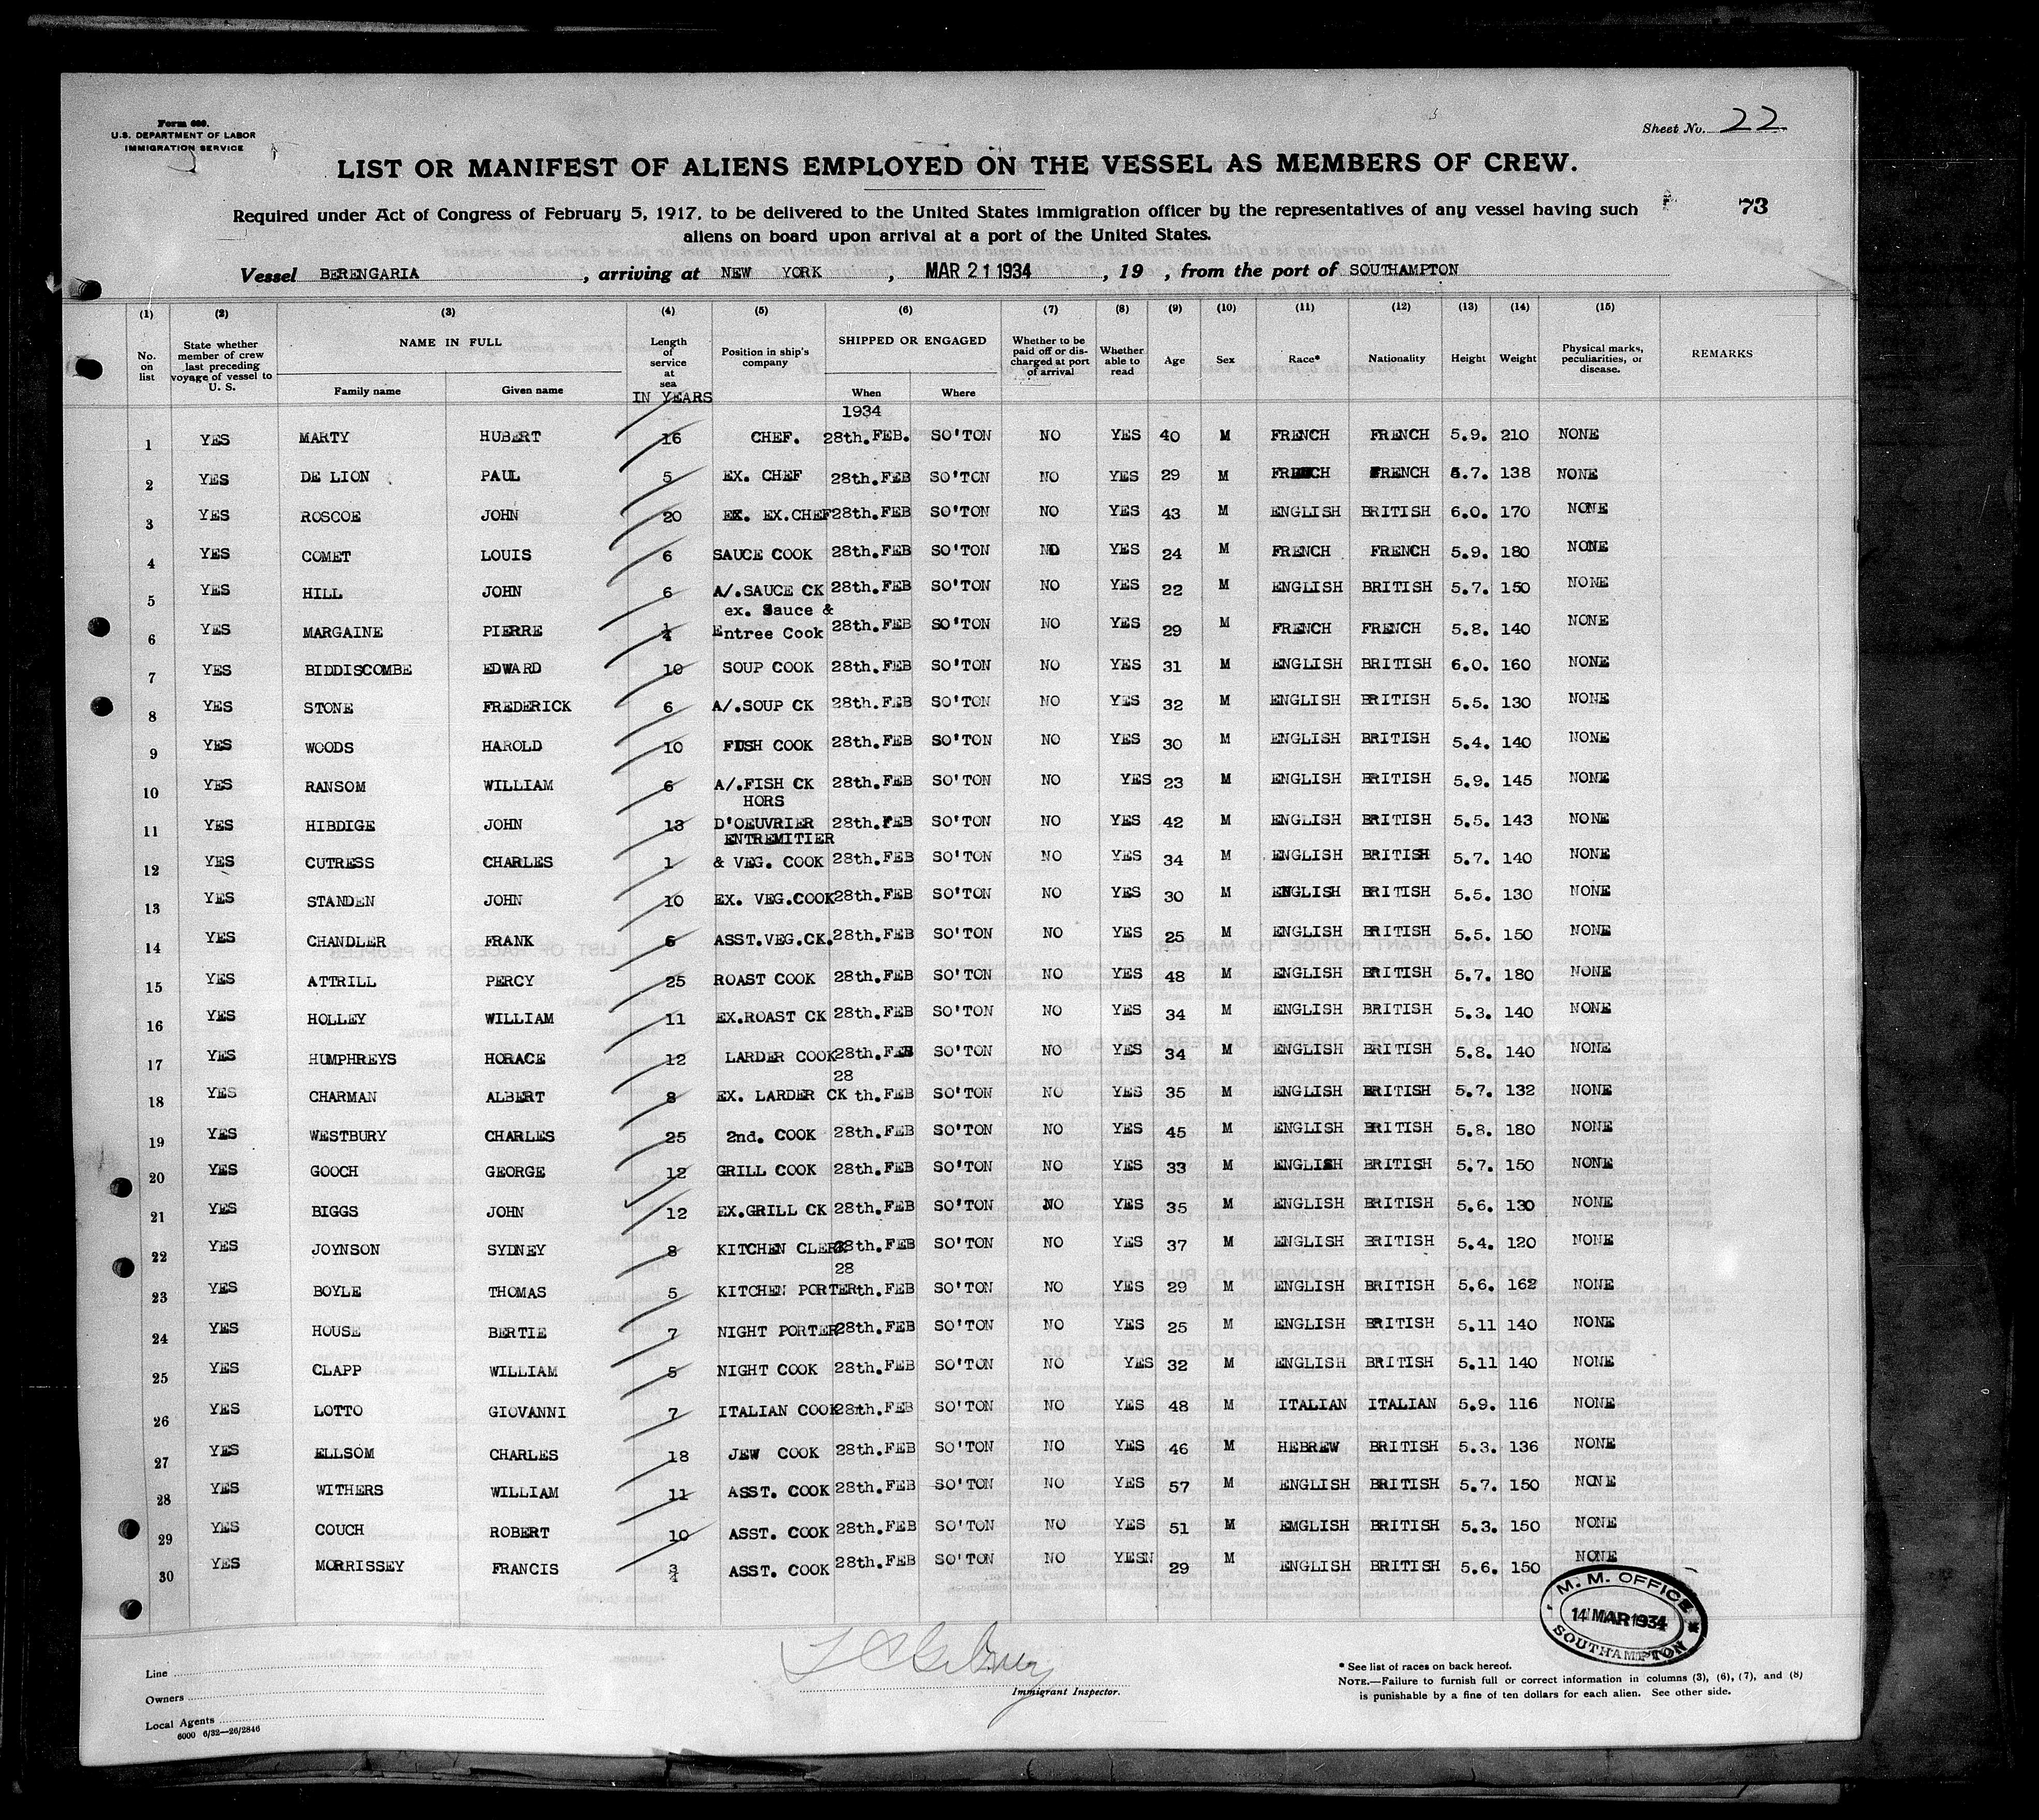 Form 680.
U.S. DEPARTMENT OF LABOR
IMMIGRATION SERVICE
Sheet No. 22
LIST OR MANIFEST OF ALIENS EMPLOYED ON THE VESSEL AS MEMBERS OF CREW.
Required under Act of Congress of February 5, 1917, to be delivered to the United States immigration officer by the representatives of any vessel having such
73
aliens on board upon arrival at a port of the United States.
Vessel BERENGARIA, arriving at NEW YORK, MAR 21 1934, 19 , from the port of SOUTHAMPTON
(1) (2) (3) (4) (5) (6) (7) (8) (9) (10) (11) (12) (13) (14) (15)
No. on list State whether member of crew last preceding voyage of vessel to U. S. NAME IN FULL Family name Given name Length of service at sea IN YEARS Position in ship's company SHIPPED OR ENGAGED When Where Whether to be paid off or discharged at port of arrival Whether able to read Age Sex Race* Nationality Height Weight Physical marks, peculiarities, or disease. REMARKS
1934
1 YES MARTY HUBERT 16 CHEF. 28th.FEB. SO'TON NO YES 40 M FRENCH FRENCH 5.9. 210 NONE
2 YES DE LION PAUL 5 EX. CHEF 28th.FEB SO'TON NO YES 29 M FRENCH FRENCH 5.7. 138 NONE
3 YES ROSCOE JOHN 20 EX. EX.CHEF 28th.FEB SO'TON NO YES 43 M ENGLISH BRITISH 6.0. 170 NONE
4 YES COMET LOUIS 6 SAUCE COOK 28th.FEB SO'TON NO YES 24 M FRENCH FRENCH 5.9. 180 NONE
5 YES HILL JOHN 6 A/.SAUCE CK 28th.FEB SO'TON NO YES 22 M ENGLISH BRITISH 5.7. 150 NONE
ex. Sauce &
6 YES MARGAINE PIERRE ¼ Entree Cook 28th.FEB SO'TON NO YES 29 M FRENCH FRENCH 5.8. 140 NONE
7 YES BIDDISCOMBE EDWARD 10 SOUP COOK 28th.FEB SO'TON NO YES 31 M ENGLISH BRITISH 6.0. 160 NONE
8 YES STONE FREDERICK 6 A/.SOUP CK 28th.FEB SO'TON NO YES 32 M ENGLISH BRITISH 5.5. 130 NONE
9 YES WOODS HAROLD 10 FISH COOK 28th.FEB SO'TON NO YES 30 M ENGLISH BRITISH 5.4. 140 NONE
10 YES RANSOM WILLIAM 6 A/.FISH CK 28th.FEB SO'TON NO YES 23 M ENGLISH BRITISH 5.9. 145 NONE
HORS
11 YES HIBDIGE JOHN 13 D'OEUVRIER 28th.FEB SO'TON NO YES 42 M ENGLISH BRITISH 5.5. 143 NONE
ENTREMITIER
12 YES CUTRESS CHARLES 1 & VEG. COOK 28th.FEB SO'TON NO YES 34 M ENGLISH BRITISH 5.7. 140 NONE
13 YES STANDEN JOHN 10 EX. VEG.COOK 28th.FEB SO'TON NO YES 30 M ENGLISH BRITISH 5.5. 130 NONE
14 YES CHANDLER FRANK 6 ASST.VEG.CK. 28th.FEB SO'TON NO YES 25 M ENGLISH BRITISH 5.5. 150 NONE
15 YES ATTRILL PERCY 25 ROAST COOK 28th.FEB SO'TON NO YES 48 M ENGLISH BRITISH 5.7. 180 NONE
16 YES HOLLEY WILLIAM 11 EX.ROAST CK 28th.FEB SO'TON NO YES 34 M ENGLISH BRITISH 5.3. 140 NONE
17 YES HUMPHREYS HORACE 12 LARDER COOK 28th.FEB SO'TON NO YES 34 M ENGLISH BRITISH 5.8. 140 NONE
28
18 YES CHARMAN ALBERT 8 EX. LARDER CK th.FEB SO'TON NO YES 35 M ENGLISH BRITISH 5.7. 132 NONE
19 YES WESTBURY CHARLES 25 2nd. COOK 28th.FEB SO'TON NO YES 45 M ENGLISH BRITISH 5.8. 180 NONE
20 YES GOOCH GEORGE 12 GRILL COOK 28th.FEB SO'TON NO YES 33 M ENGLISH BRITISH 5.7. 150 NONE
21 YES BIGGS JOHN 12 EX.GRILL CK 28th.FEB SO'TON NO YES 35 M ENGLISH BRITISH 5.6. 130 NONE
22 YES JOYNSON SYDNEY 8 KITCHEN CLERK 28th.FEB SO'TON NO YES 37 M ENGLISH BRITISH 5.4. 120 NONE
28
23 YES BOYLE THOMAS 5 KITCHEN PORTER th.FEB SO'TON NO YES 29 M ENGLISH BRITISH 5.6. 162 NONE
24 YES HOUSE BERTIE 7 NIGHT PORTER 28th.FEB SO'TON NO YES 25 M ENGLISH BRITISH 5.11 140 NONE
25 YES CLAPP WILLIAM 5 NIGHT COOK 28th.FEB SO'TON NO YES 32 M ENGLISH BRITISH 5.11 140 NONE
26 YES LOTTO GIOVANNI 7 ITALIAN COOK 28th.FEB SO'TON NO YES 48 M ITALIAN ITALIAN 5.9. 116 NONE
27 YES ELLSOM CHARLES 18 JEW COOK 28th.FEB SO'TON NO YES 46 M HEBREW BRITISH 5.3. 136 NONE
28 YES WITHERS WILLIAM 11 ASST. COOK 28th.FEB SO'TON NO YES 57 M ENGLISH BRITISH 5.7. 150 NONE
29 YES COUCH ROBERT 10 ASST. COOK 28th.FEB SO'TON NO YES 51 M EMGLISH BRITISH 5.3. 150 NONE
30 YES MORRISSEY FRANCIS ¾ ASST. COOK 28th.FEB SO'TON NO YESN 29 M ENGLISH BRITISH 5.6. 150 NONE
M. M. OFFICE
14 MAR 1934
SOUTHAMPTON
Line
Owners
Local Agents
6000 6/32—26/2846
Immigrant Inspector.
* See list of races on back hereof.
NOTE.—Failure to furnish full or correct information in columns (3), (6), (7), and (8)
is punishable by a fine of ten dollars for each alien. See other side.